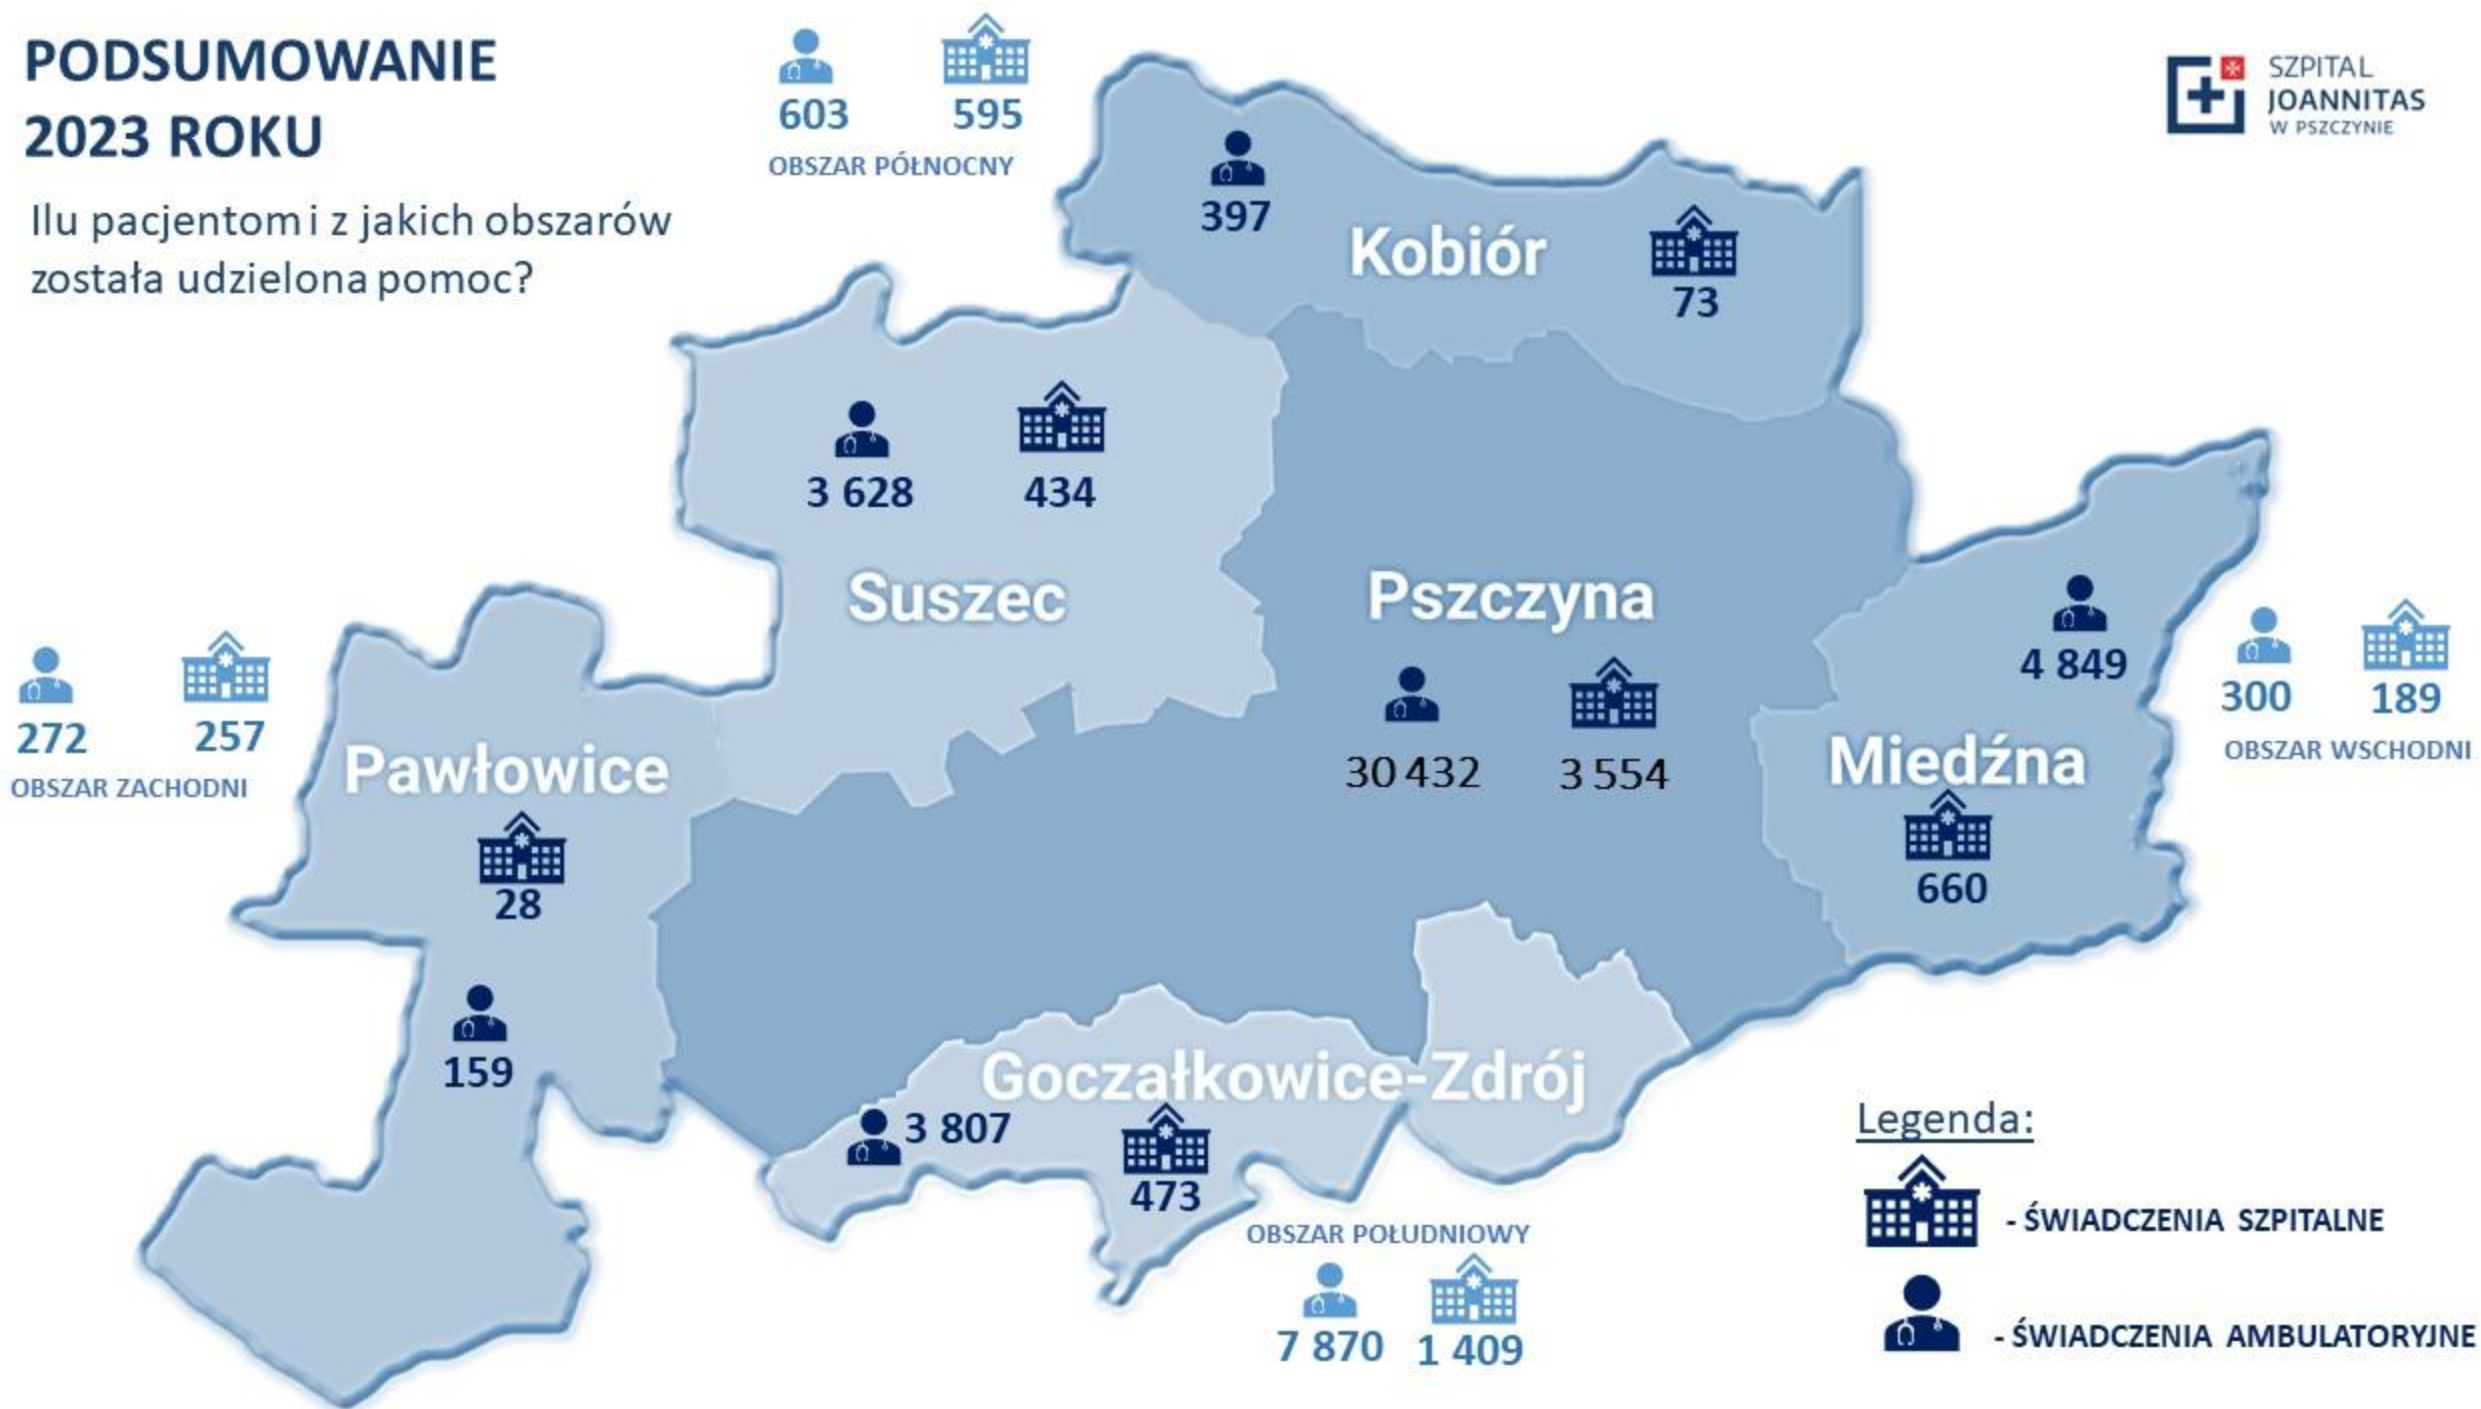 PODSUMOWANIE
2023 ROKU
Ilu pacjentom i z jakich obszarów
została udzielona pomoc?
603 595
OBSZAR PÓŁNOCNY
SZPITAL
JOANNITAS
W PSZCZYNIE
397
Kobiór
73
3 628 434
Suszec
Pszczyna
30 432 3 554
4 849
Miedźna
660
300 189
OBSZAR WSCHODNI
272 257
OBSZAR ZACHODNI
Pawłowice
28
159
Goczałkowice-Zdrój
3 807
473
OBSZAR POŁUDNIOWY
7 870 1 409
Legenda:
- ŚWIADCZENIA SZPITALNE
- ŚWIADCZENIA AMBULATORYJNE